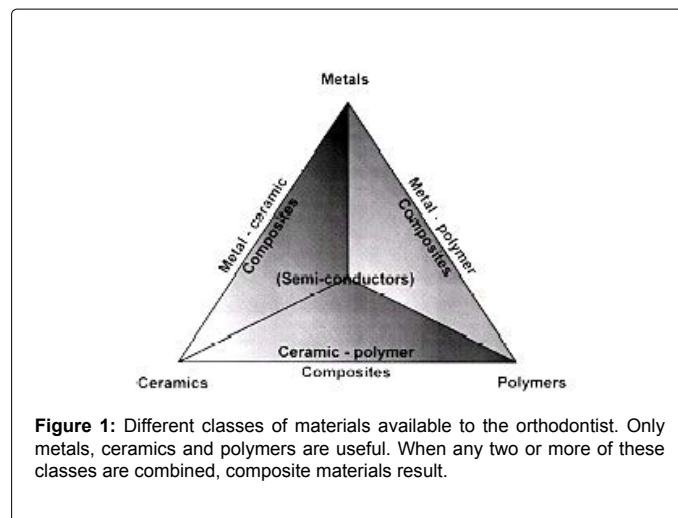 Metals
Metal - ceramic
Composites
Metal - polymer
Composites
(Semi-conductors)
Ceramic - polymer
Composites
Ceramics
Polymers
Figure 1: Different classes of materials available to the orthodontist. Only
metals, ceramics and polymers are useful. When any two or more of these
classes are combined, composite materials result.